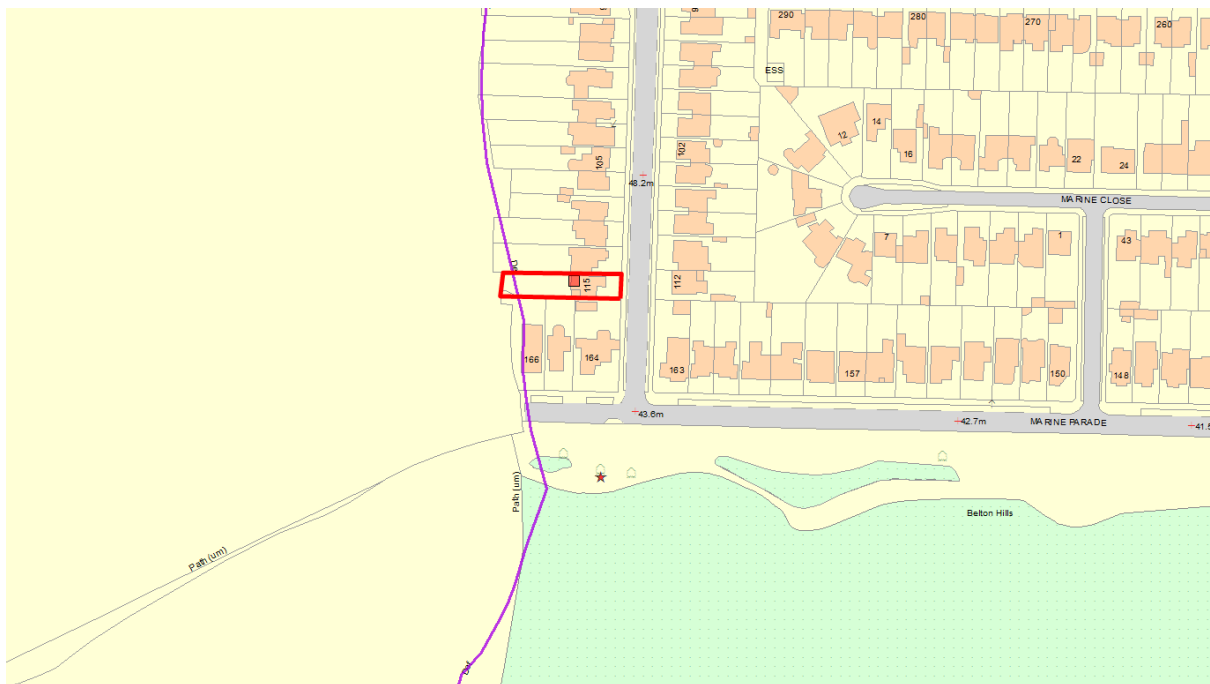 290
280
270
260
ESS
14
12
16
22
24
105
102
48.2m
MARINE CLOSE
7
1
43
115
112
166
164
163
157
150
148
43.6m
42.7m
MARINE PARADE
Path (um)
Belton Hills
Path (um)